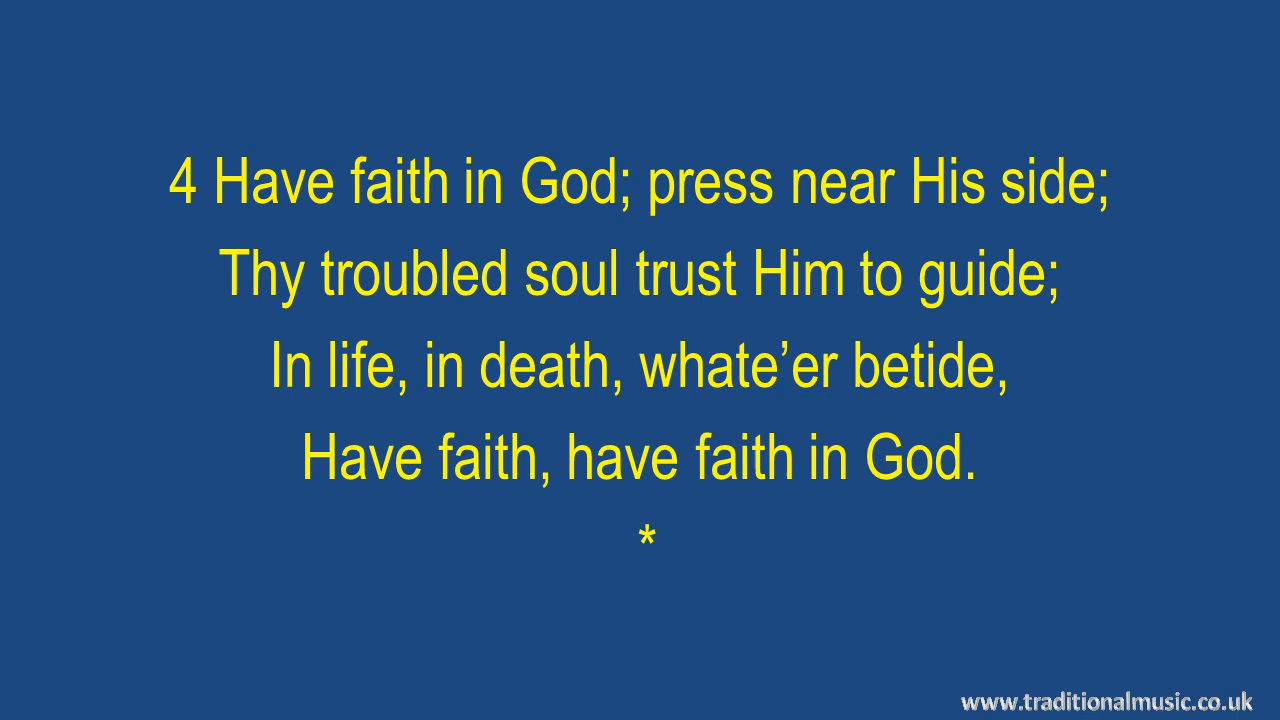 4 Have faith in God; press near His side;
Thy troubled soul trust Him to guide;
In life, in death, whate’er betide,
Have faith, have faith in God.
*
www.traditionalmusic.co.uk